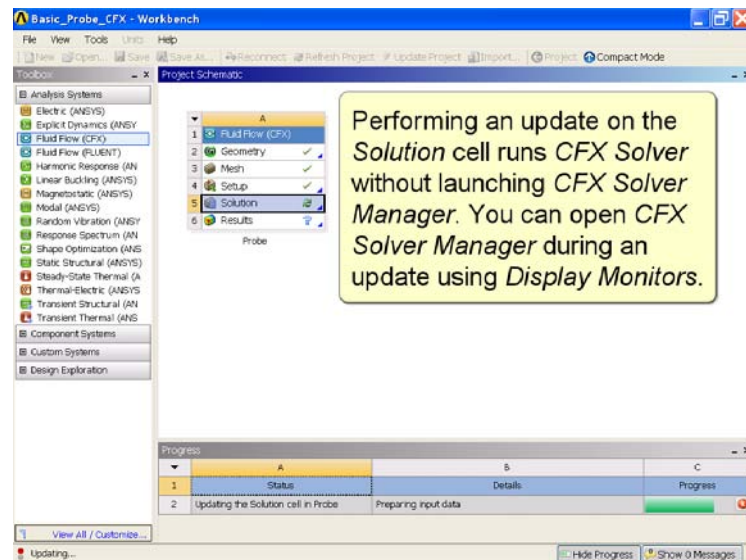 Basic_Probe_CFX - Workbench
File View Tools Units Help
New Open... Save Save As... Reconnect Refresh Project Update Project Import... Project Compact Mode
Toolbox
Project Schematic
Analysis Systems
Electric (ANSYS)
Explicit Dynamics (ANSY
Fluid Flow (CFX)
Fluid Flow (FLUENT)
Harmonic Response (AN
Linear Buckling (ANSYS)
Magnetostatic (ANSYS)
Modal (ANSYS)
Random Vibration (ANSY
Response Spectrum (AN
Shape Optimization (ANS
Static Structural (ANSYS)
Steady-State Thermal (A
Thermal-Electric (ANSYS
Transient Structural (AN
Transient Thermal (ANS
Component Systems
Custom Systems
Design Exploration
View All / Customize...
A
1 Fluid Flow (CFX)
2 Geometry
3 Mesh
4 Setup
5 Solution
6 Results
Probe
Performing an update on the
Solution cell runs CFX Solver
without launching CFX Solver
Manager. You can open CFX
Solver Manager during an
update using Display Monitors.
Progress
A B C
1 Status Details Progress
2 Updating the Solution cell in Probe Preparing input data
Updating...
Hide Progress Show 0 Messages